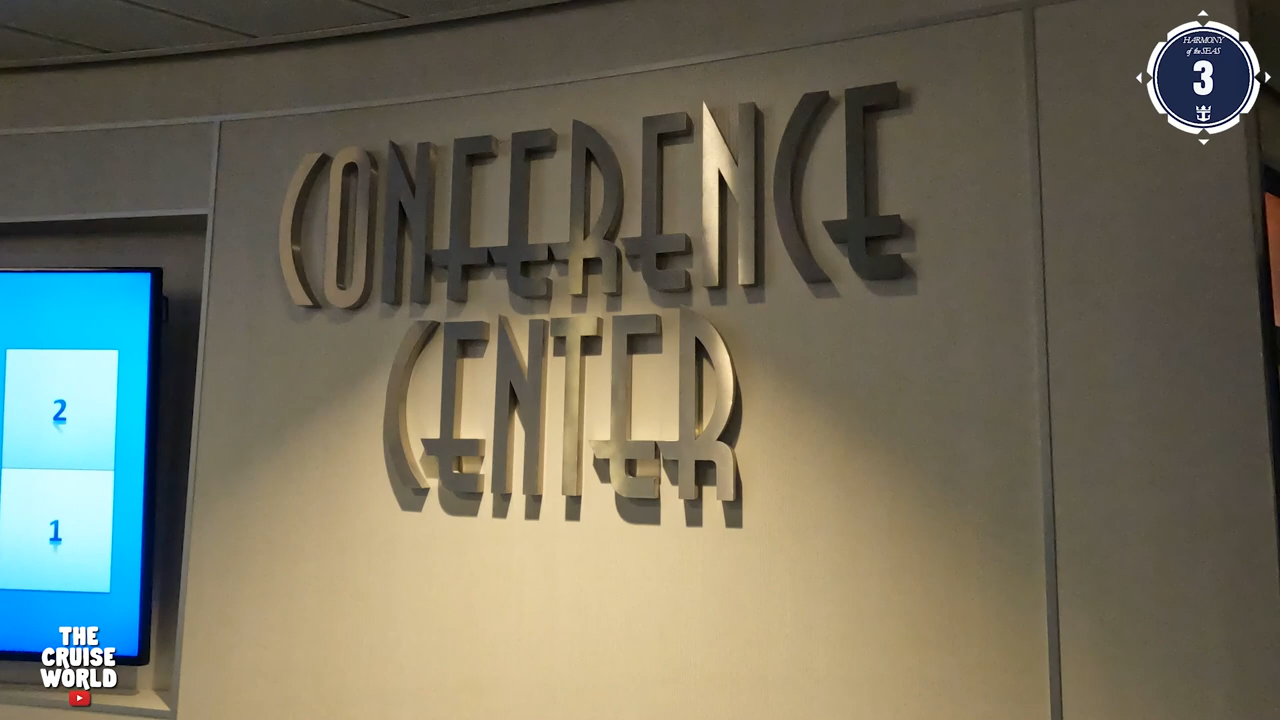 CONFERENCE
CENTER
HARMONY
of the SEAS
3
2
1
THE
CRUISE
WORLD